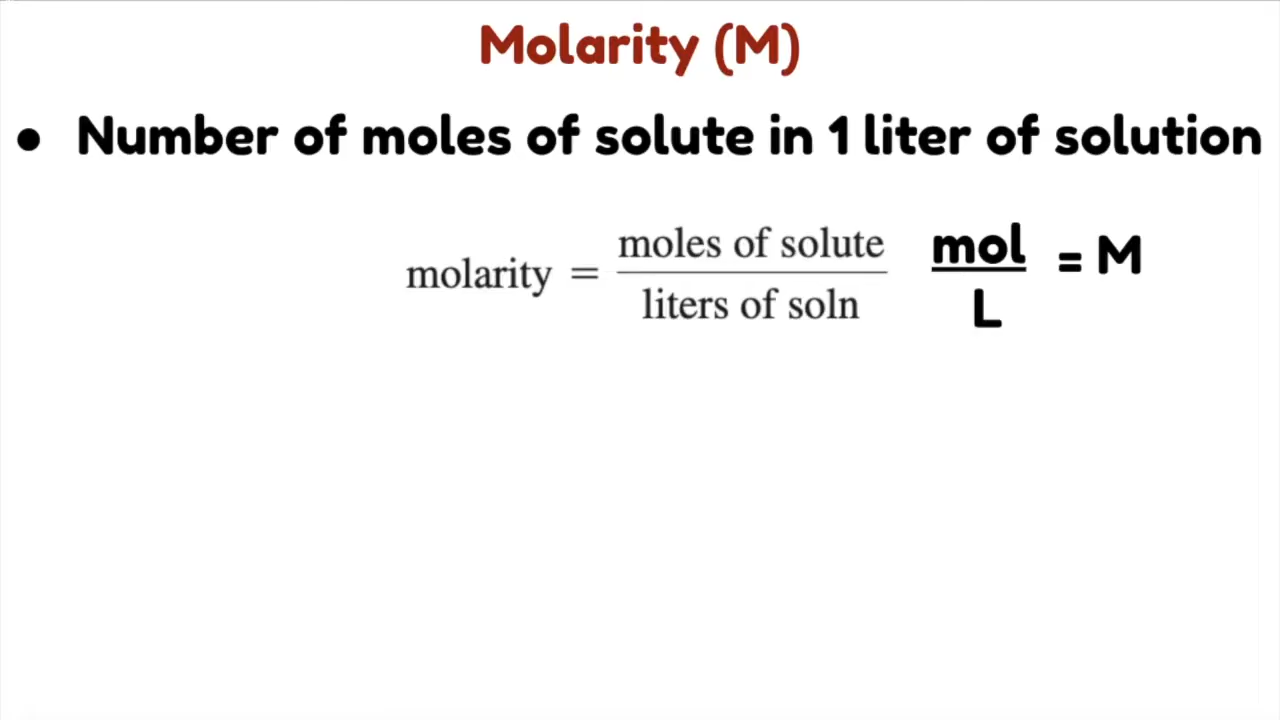 Molarity (M)
● Number of moles of solute in 1 liter of solution
molarity = moles of solute / liters of soln
mol / L = M